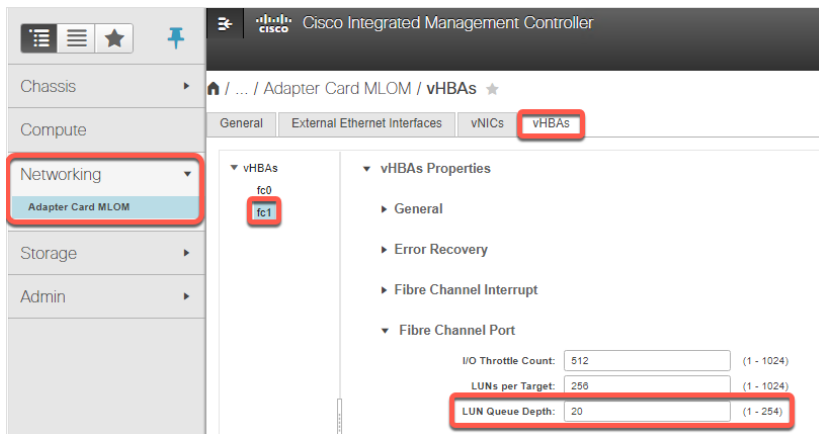 CISCO Cisco Integrated Management Controller
Chassis
Compute
Networking
Adapter Card MLOM
Storage
Admin
/ ... / Adapter Card MLOM / vHBAs
General External Ethernet Interfaces vNICs vHBAs
vHBAs
fc0
fc1
vHBAs Properties
General
Error Recovery
Fibre Channel Interrupt
Fibre Channel Port
I/O Throttle Count: 512 (1 - 1024)
LUNs per Target: 256 (1 - 1024)
LUN Queue Depth: 20 (1 - 254)